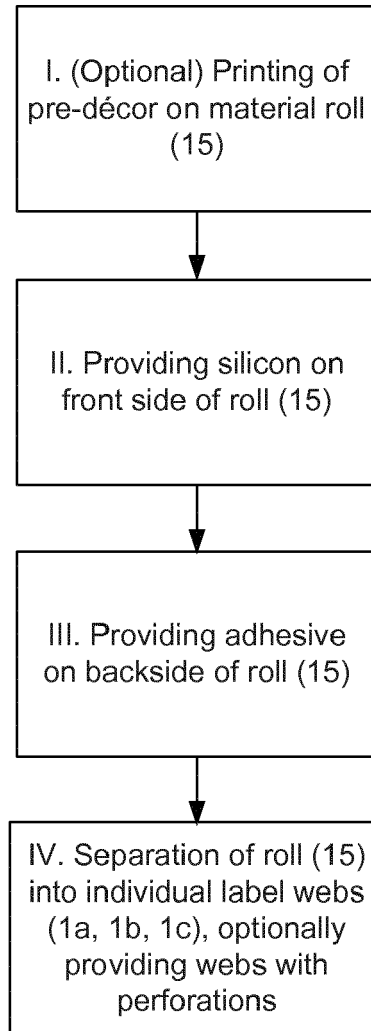 I. (Optional) Printing of
pre-décor on material roll
(15)
II. Providing silicon on
front side of roll (15)
III. Providing adhesive
on backside of roll (15)
IV. Separation of roll (15)
into individual label webs
(1a, 1b, 1c), optionally
providing webs with
perforations